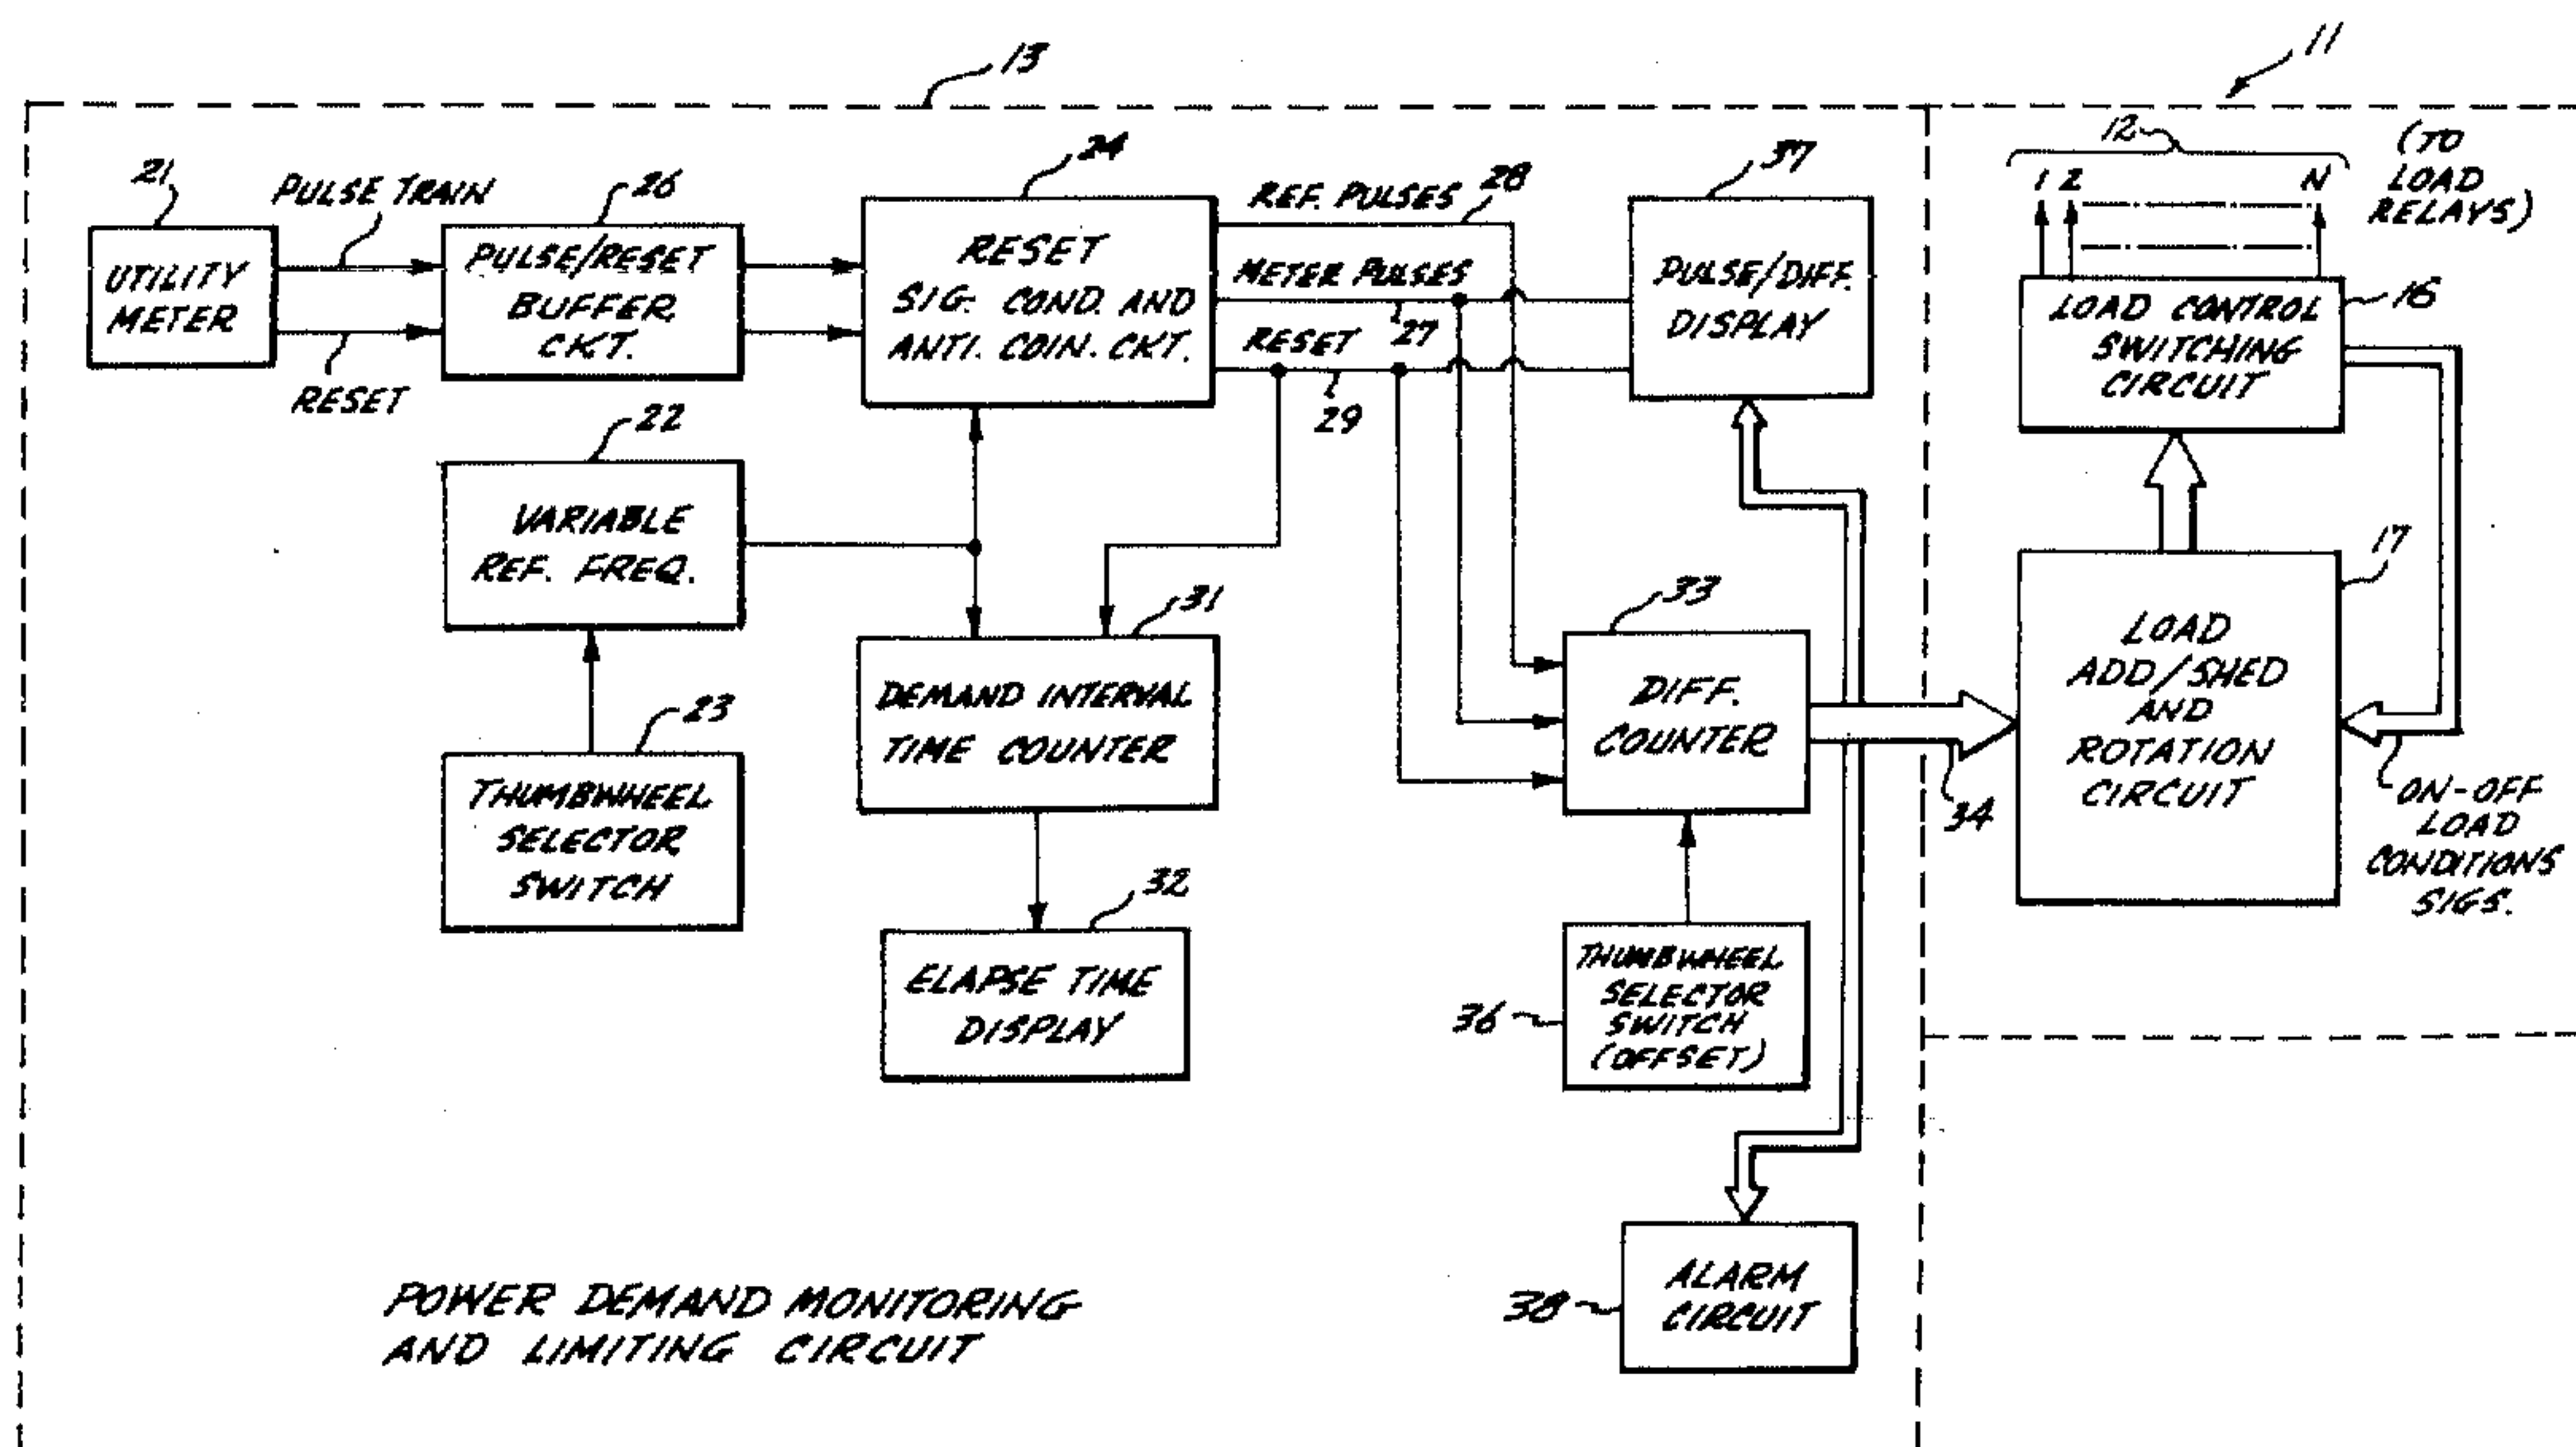 13
11
21
PULSE TRAIN
26
24
REF. PULSES
28
37
12
(TO
LOAD
RELAYS)
1 2 N
UTILITY
METER
PULSE/RESET
BUFFER
CKT.
RESET
SIG. COND. AND
ANTI. COIN. CKT.
METER PULSES
27
RESET
29
PULSE/DIFF.
DISPLAY
LOAD CONTROL
SWITCHING
CIRCUIT
16
RESET
22
VARIABLE
REF. FREQ.
23
THUMBWHEEL
SELECTOR
SWITCH
31
DEMAND INTERVAL
TIME COUNTER
32
ELAPSE TIME
DISPLAY
33
DIFF.
COUNTER
34
17
LOAD
ADD/SHED
AND
ROTATION
CIRCUIT
ON-OFF
LOAD
CONDITIONS
SIGS.
36
THUMBWHEEL
SELECTOR
SWITCH
(OFFSET)
38
ALARM
CIRCUIT
POWER DEMAND MONITORING
AND LIMITING CIRCUIT